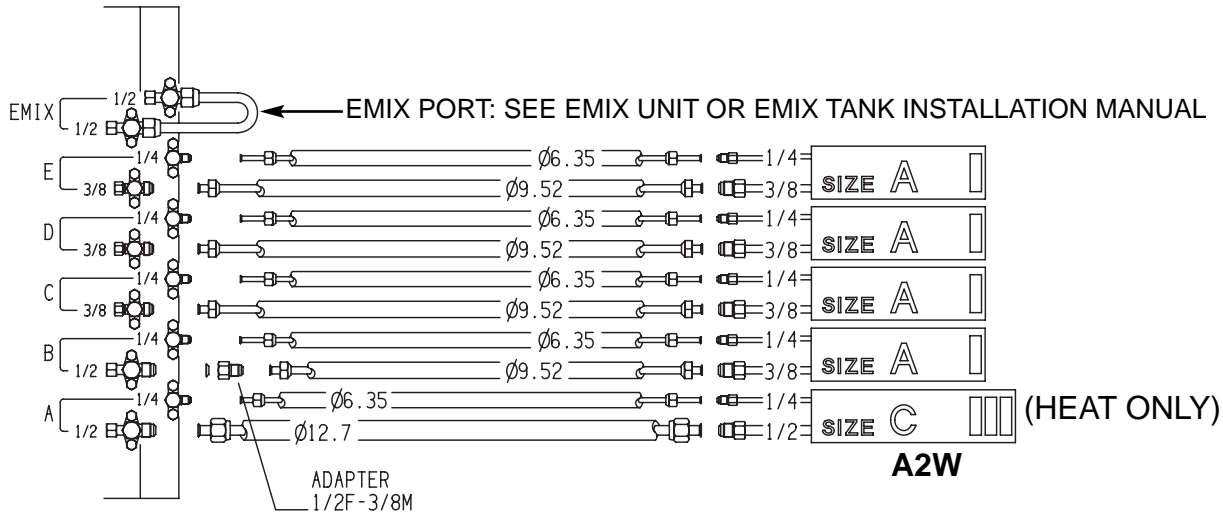 EMIX
1/2
1/2
EMIX PORT: SEE EMIX UNIT OR EMIX TANK INSTALLATION MANUAL
E
1/4
3/8
Ø6.35
Ø9.52
1/4
3/8
SIZE A
D
1/4
3/8
Ø6.35
Ø9.52
1/4
3/8
SIZE A
C
1/4
3/8
Ø6.35
Ø9.52
1/4
3/8
SIZE A
B
1/4
1/2
Ø6.35
Ø9.52
1/4
3/8
SIZE A
A
1/4
1/2
Ø6.35
Ø12.7
1/4
1/2
SIZE C
(HEAT ONLY)
A2W
ADAPTER
1/2F-3/8M